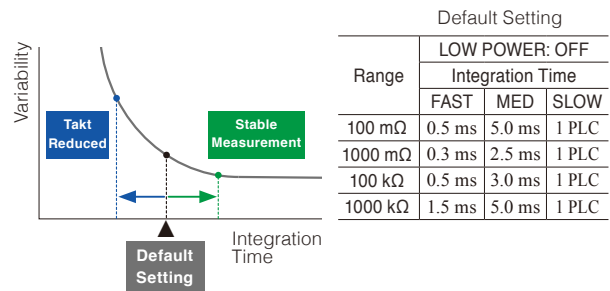 Variability
Takt
Reduced
Stable
Measurement
Integration
Time
Default
Setting
Default Setting
Range
LOW POWER: OFF
Integration Time
FAST MED SLOW
100 mΩ 0.5 ms 5.0 ms 1 PLC
1000 mΩ 0.3 ms 2.5 ms 1 PLC
100 kΩ 0.5 ms 3.0 ms 1 PLC
1000 kΩ 1.5 ms 5.0 ms 1 PLC